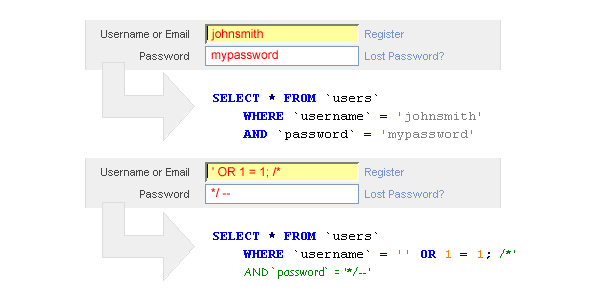 Username or Email johnsmith Register
Password mypassword Lost Password?
SELECT * FROM `users`
WHERE `username` = 'johnsmith'
AND `password` = 'mypassword'
Username or Email ' OR 1 = 1; /* Register
Password */ -- Lost Password?
SELECT * FROM `users`
WHERE `username` = '' OR 1 = 1; /*'
AND `password` = '*/--'